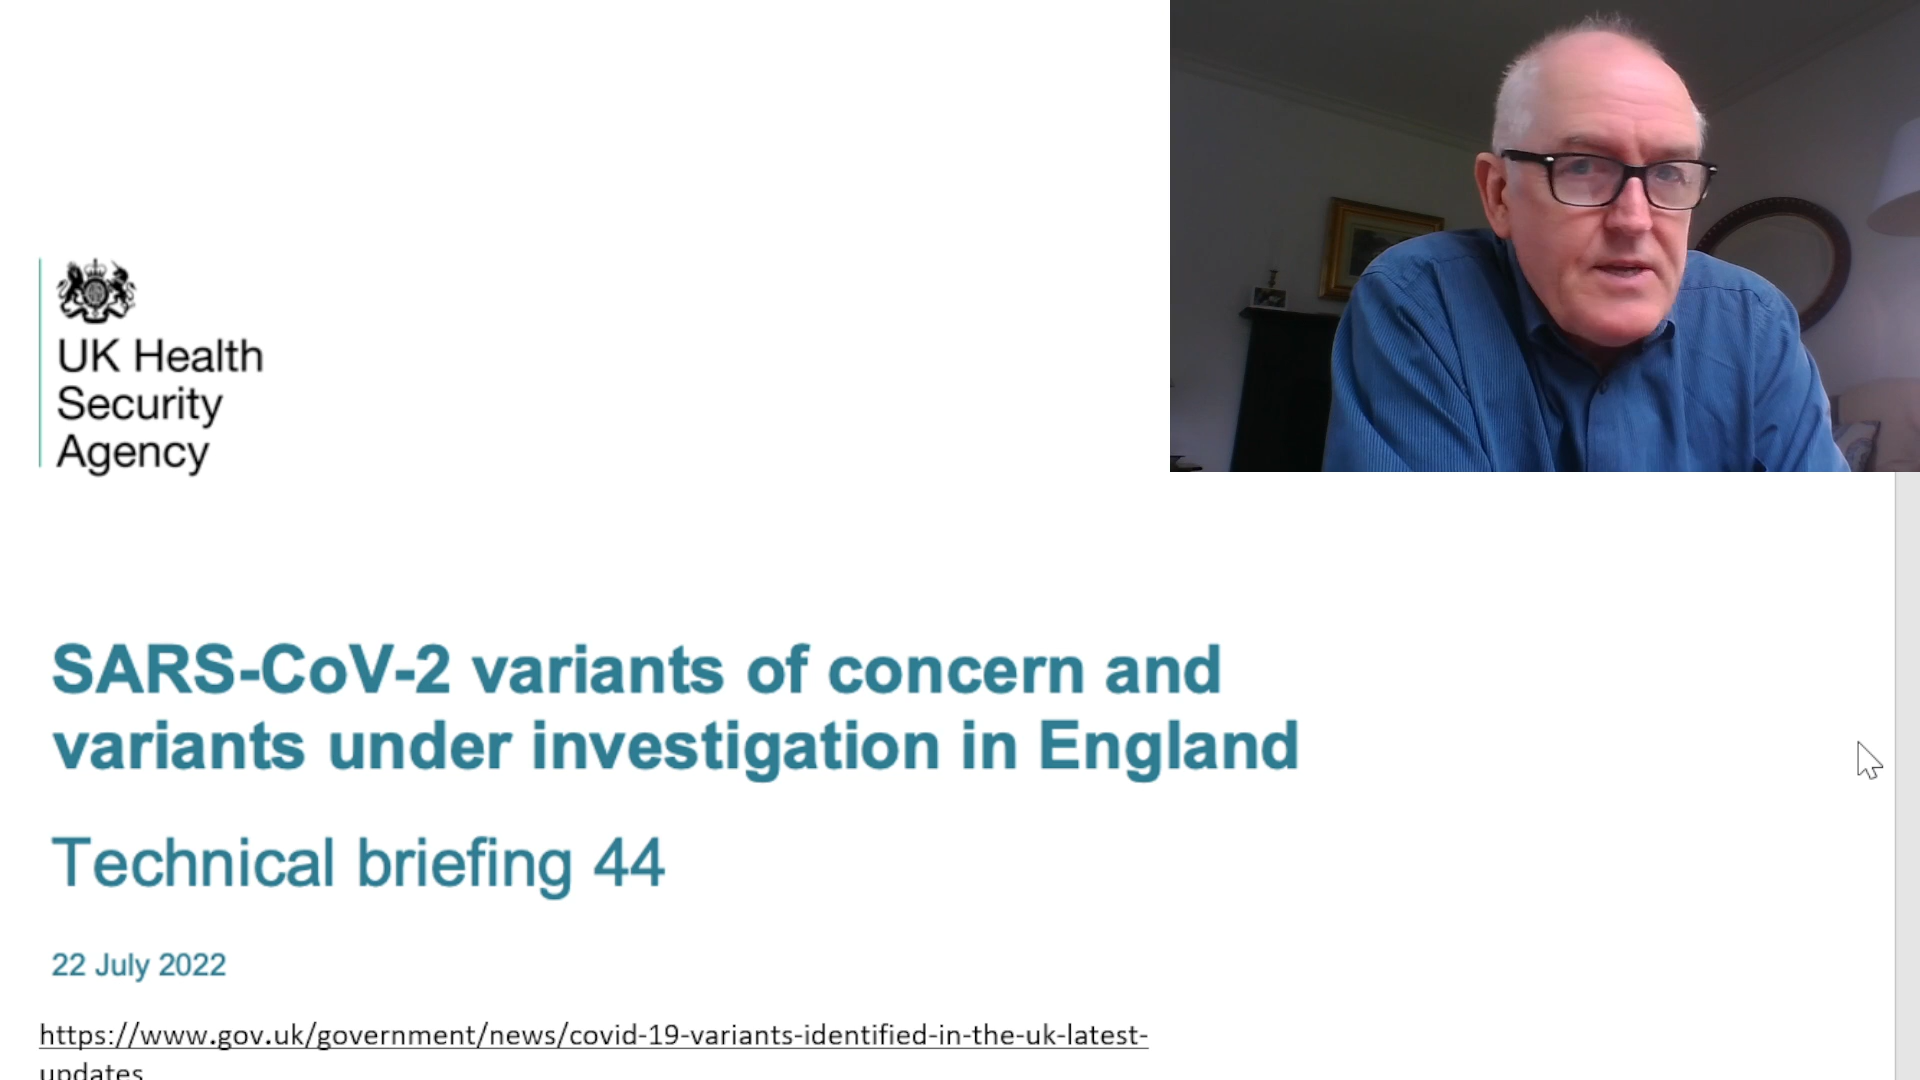 UK Health
Security
Agency
SARS-CoV-2 variants of concern and
variants under investigation in England
Technical briefing 44
22 July 2022
https://www.gov.uk/government/news/covid-19-variants-identified-in-the-uk-latest-
updates